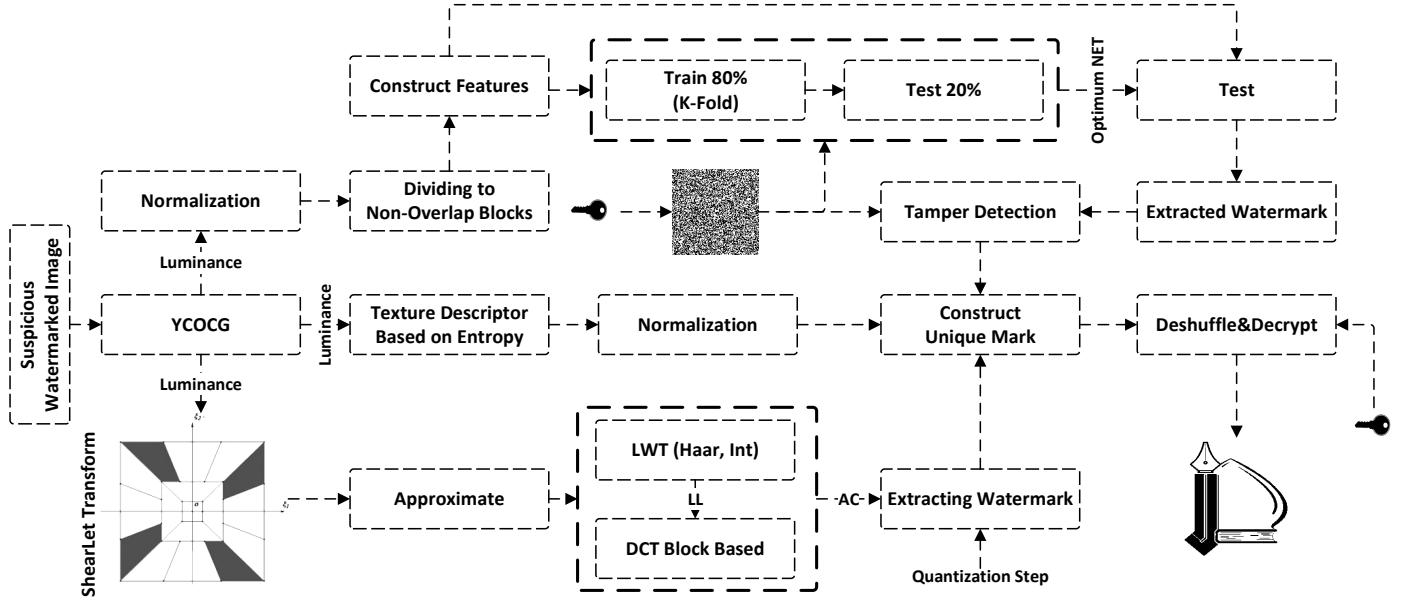 Construct Features
Train 80%
(K-Fold)
Test 20%
Optimum NET
Test
Normalization
Dividing to
Non-Overlap Blocks
Tamper Detection
Extracted Watermark
Luminance
Suspicious
Watermarked Image
YCOCG
Luminance
Texture Descriptor
Based on Entropy
Normalization
Construct
Unique Mark
Deshuffle&Decrypt
Luminance
ShearLet Transform
Approximate
LWT (Haar, Int)
LL
DCT Block Based
AC
Extracting Watermark
Quantization Step